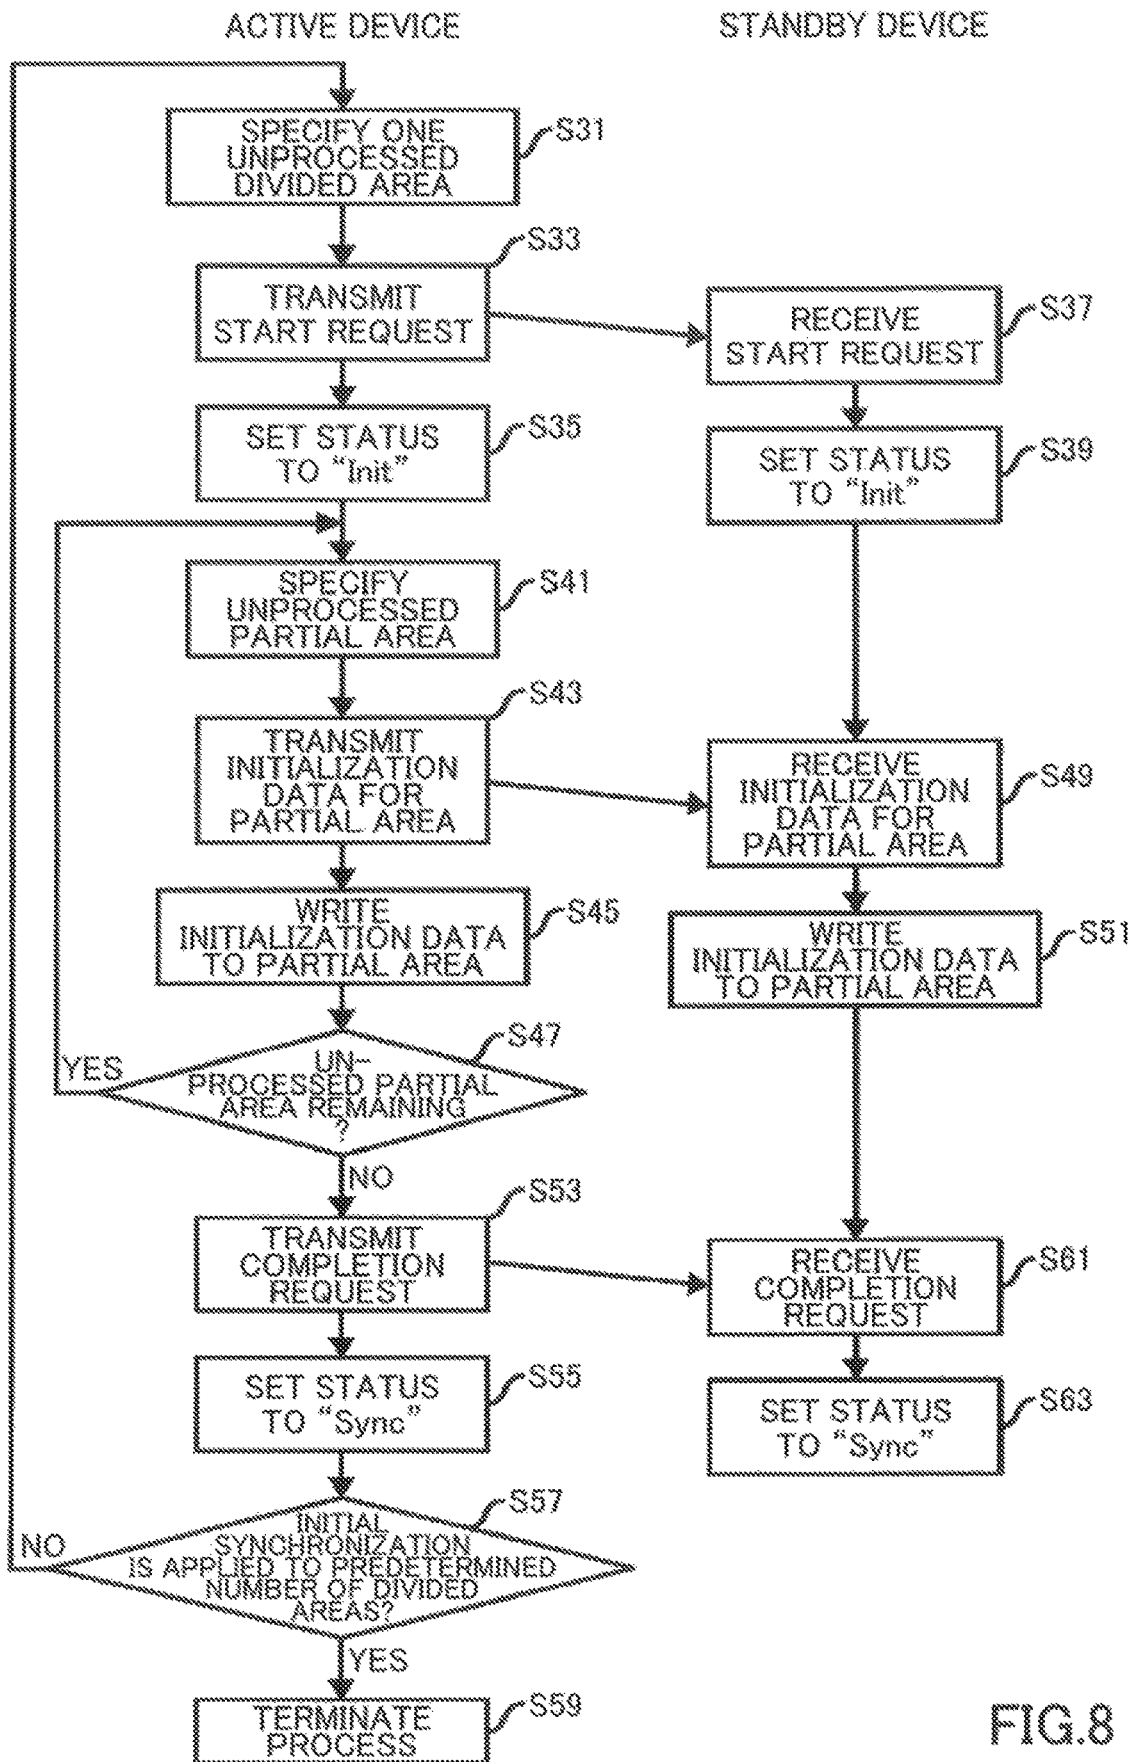 ACTIVE DEVICE
STANDBY DEVICE
SPECIFY ONE
UNPROCESSED
DIVIDED AREA
S31
TRANSMIT
START REQUEST
S33
RECEIVE
START REQUEST
S37
SET STATUS
TO "Init"
S35
SET STATUS
TO "Init"
S39
SPECIFY
UNPROCESSED
PARTIAL AREA
S41
TRANSMIT
INITIALIZATION
DATA FOR
PARTIAL AREA
S43
RECEIVE
INITIALIZATION
DATA FOR
PARTIAL AREA
S49
WRITE
INITIALIZATION DATA
TO PARTIAL AREA
S45
WRITE
INITIALIZATION DATA
TO PARTIAL AREA
S51
UN-
PROCESSED PARTIAL
AREA REMAINING
?
S47
YES
NO
TRANSMIT
COMPLETION
REQUEST
S53
RECEIVE
COMPLETION
REQUEST
S61
SET STATUS
TO "Sync"
S55
SET STATUS
TO "Sync"
S63
INITIAL
SYNCHRONIZATION
IS APPLIED TO PREDETERMINED
NUMBER OF DIVIDED
AREAS?
S57
NO
YES
TERMINATE
PROCESS
S59
FIG.8